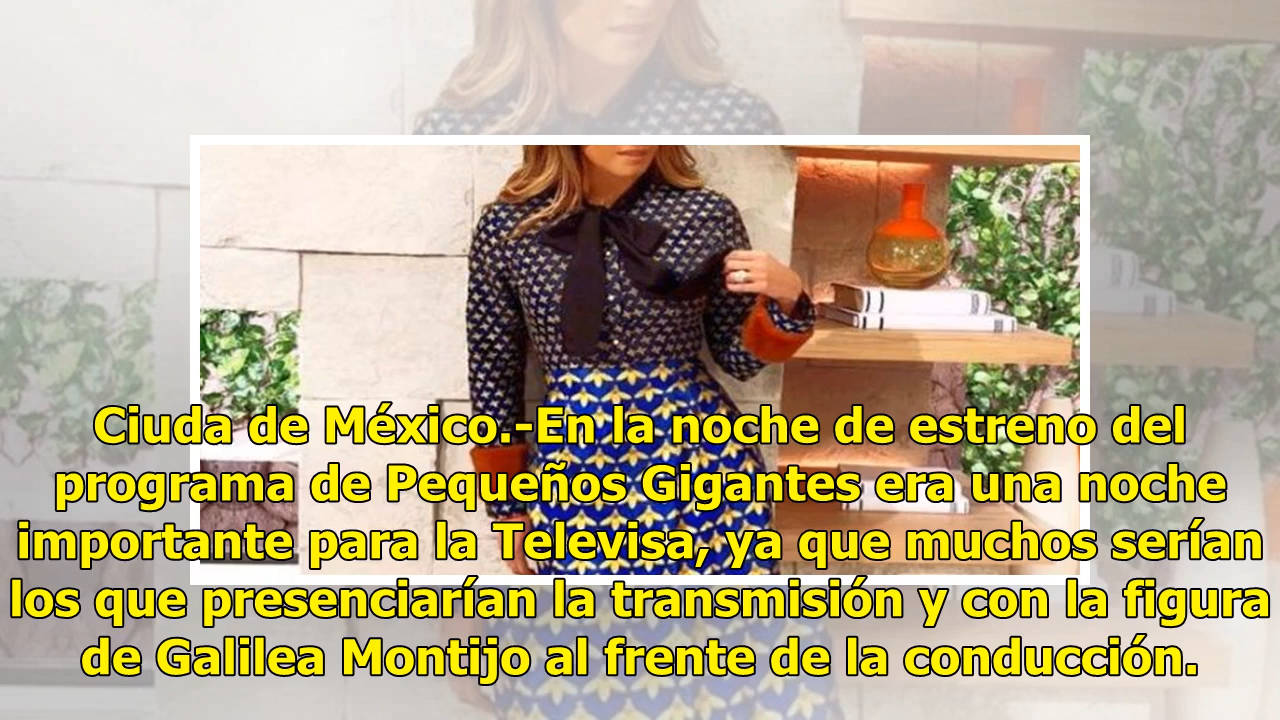 Ciuda de México.-En la noche de estreno del
programa de Pequeños Gigantes era una noche
importante para la Televisa, ya que muchos serían
los que presenciarían la transmisión y con la figura
de Galilea Montijo al frente de la conducción.